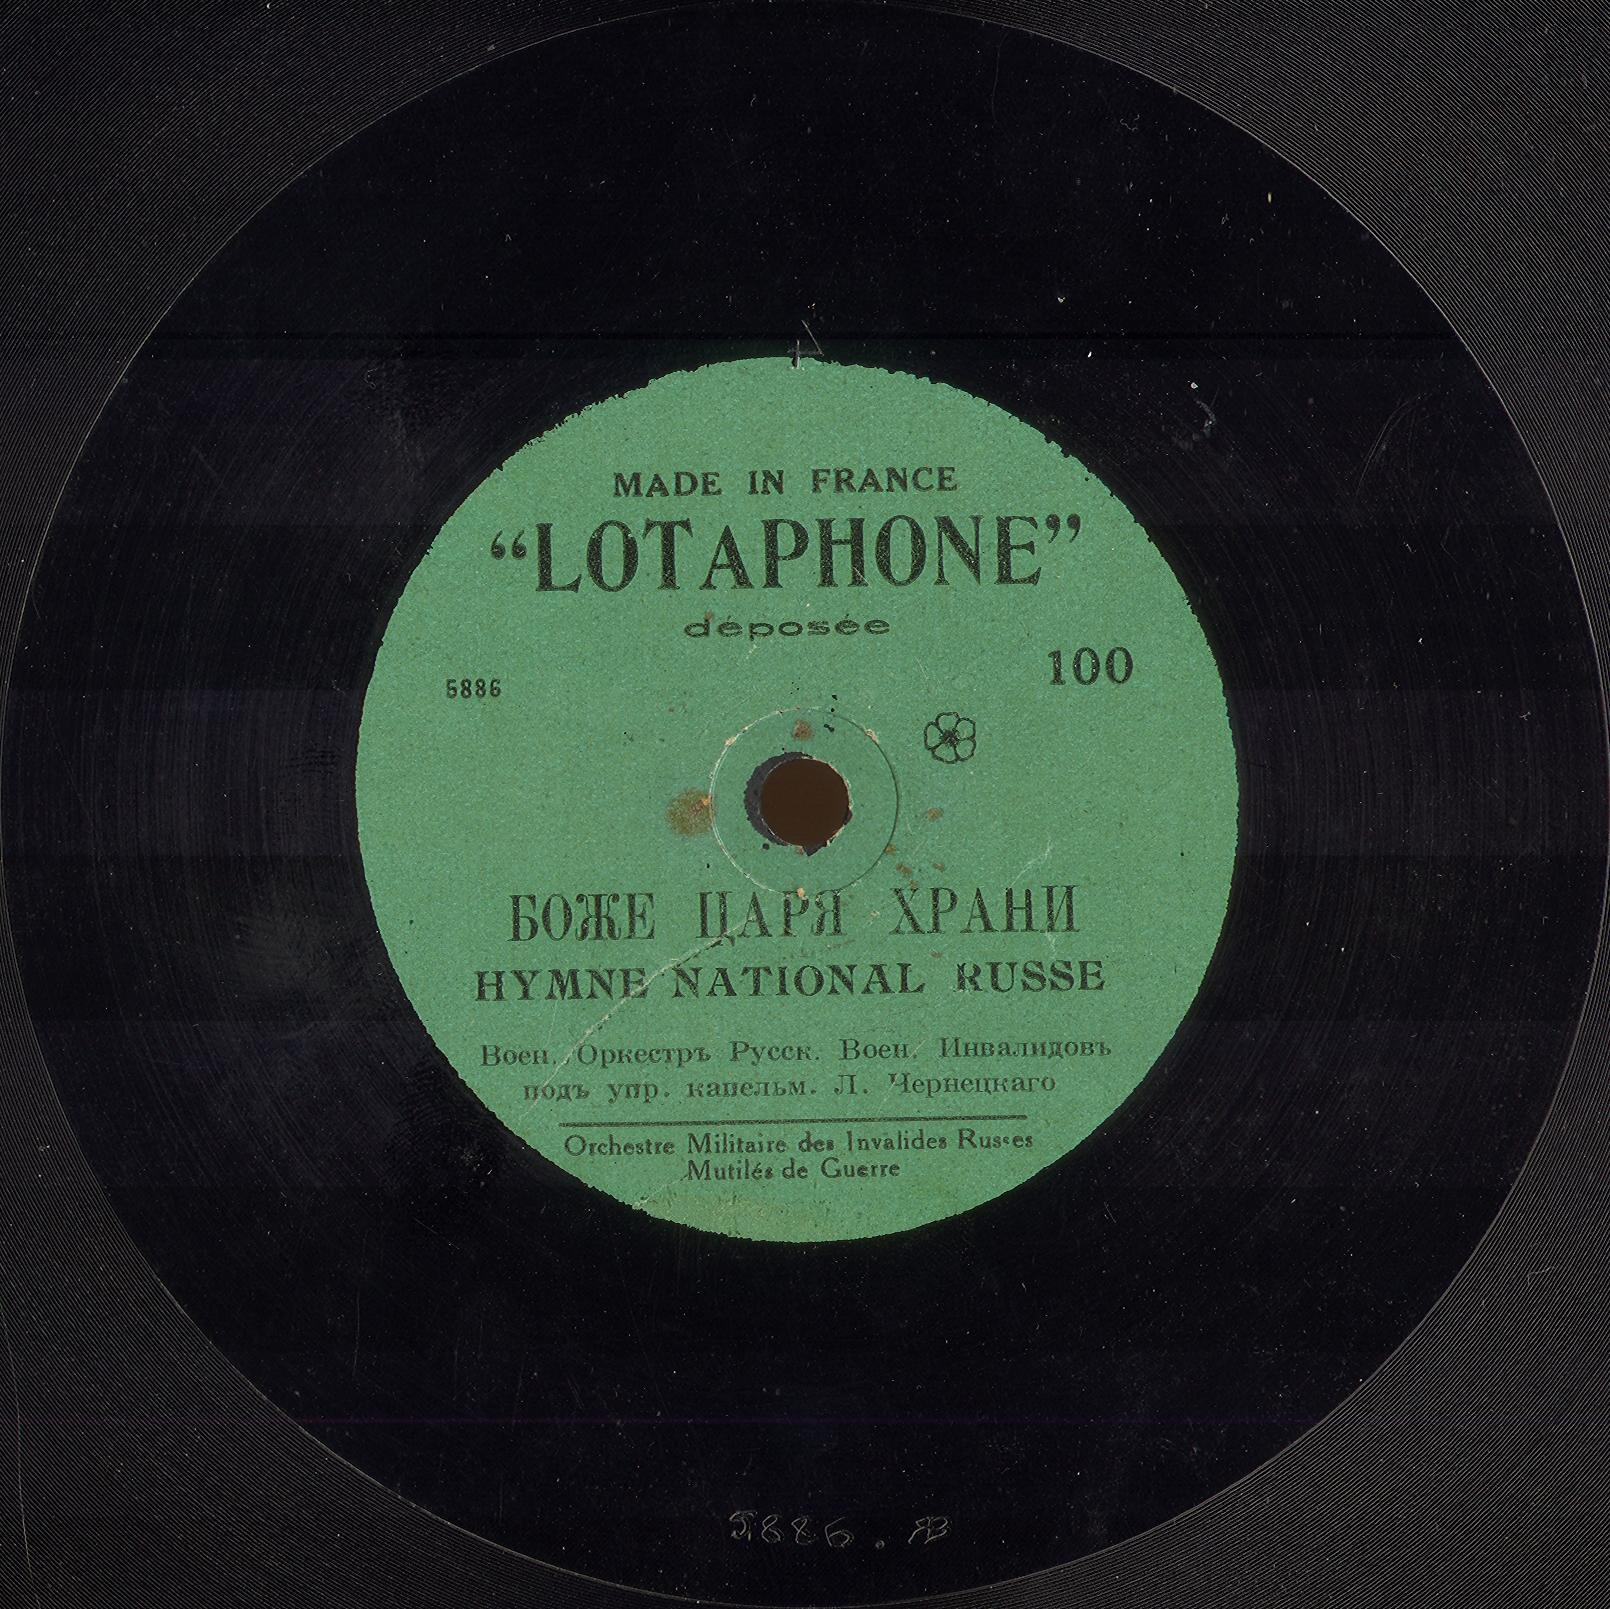 MADE IN FRANCE
“LOTAPHONE”
déposée
100
5886
БОЖЕ ЦАРЯ ХРАНИ
HYMNE NATIONAL RUSSE
Воен. Оркестръ Русск. Воен. Инвалидовъ
подъ упр. капельм. Л. Чернецкаго
Orchestre Militaire des Invalides Russes
Mutilés de Guerre
5886.